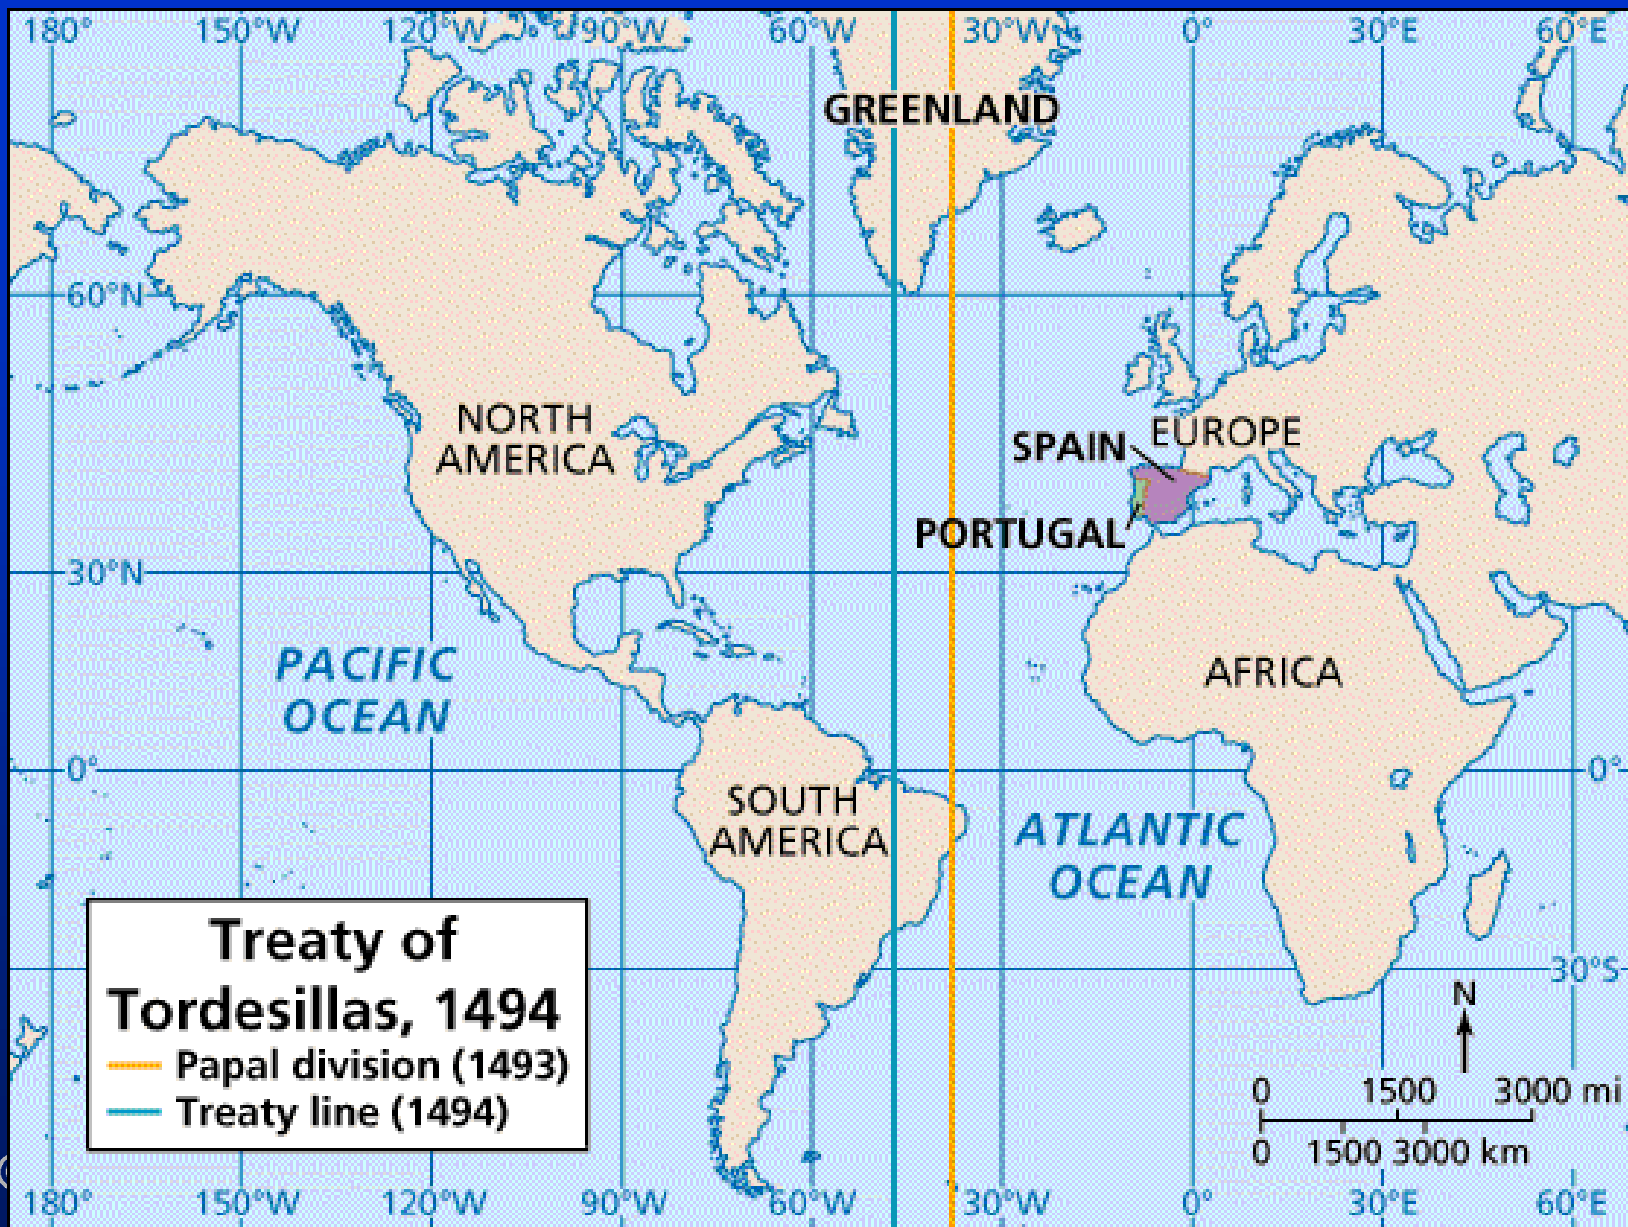 180° 150°W 120°W 90°W 60°W 30°W 0° 30°E 60°E
GREENLAND
60°N
NORTH
AMERICA
EUROPE
SPAIN
PORTUGAL
30°N
PACIFIC
OCEAN
AFRICA
0° 0°
SOUTH
AMERICA
ATLANTIC
OCEAN
30°S
Treaty of
Tordesillas, 1494
Papal division (1493)
Treaty line (1494)
N
0 1500 3000 mi
0 1500 3000 km
180° 150°W 120°W 90°W 60°W 30°W 0° 30°E 60°E